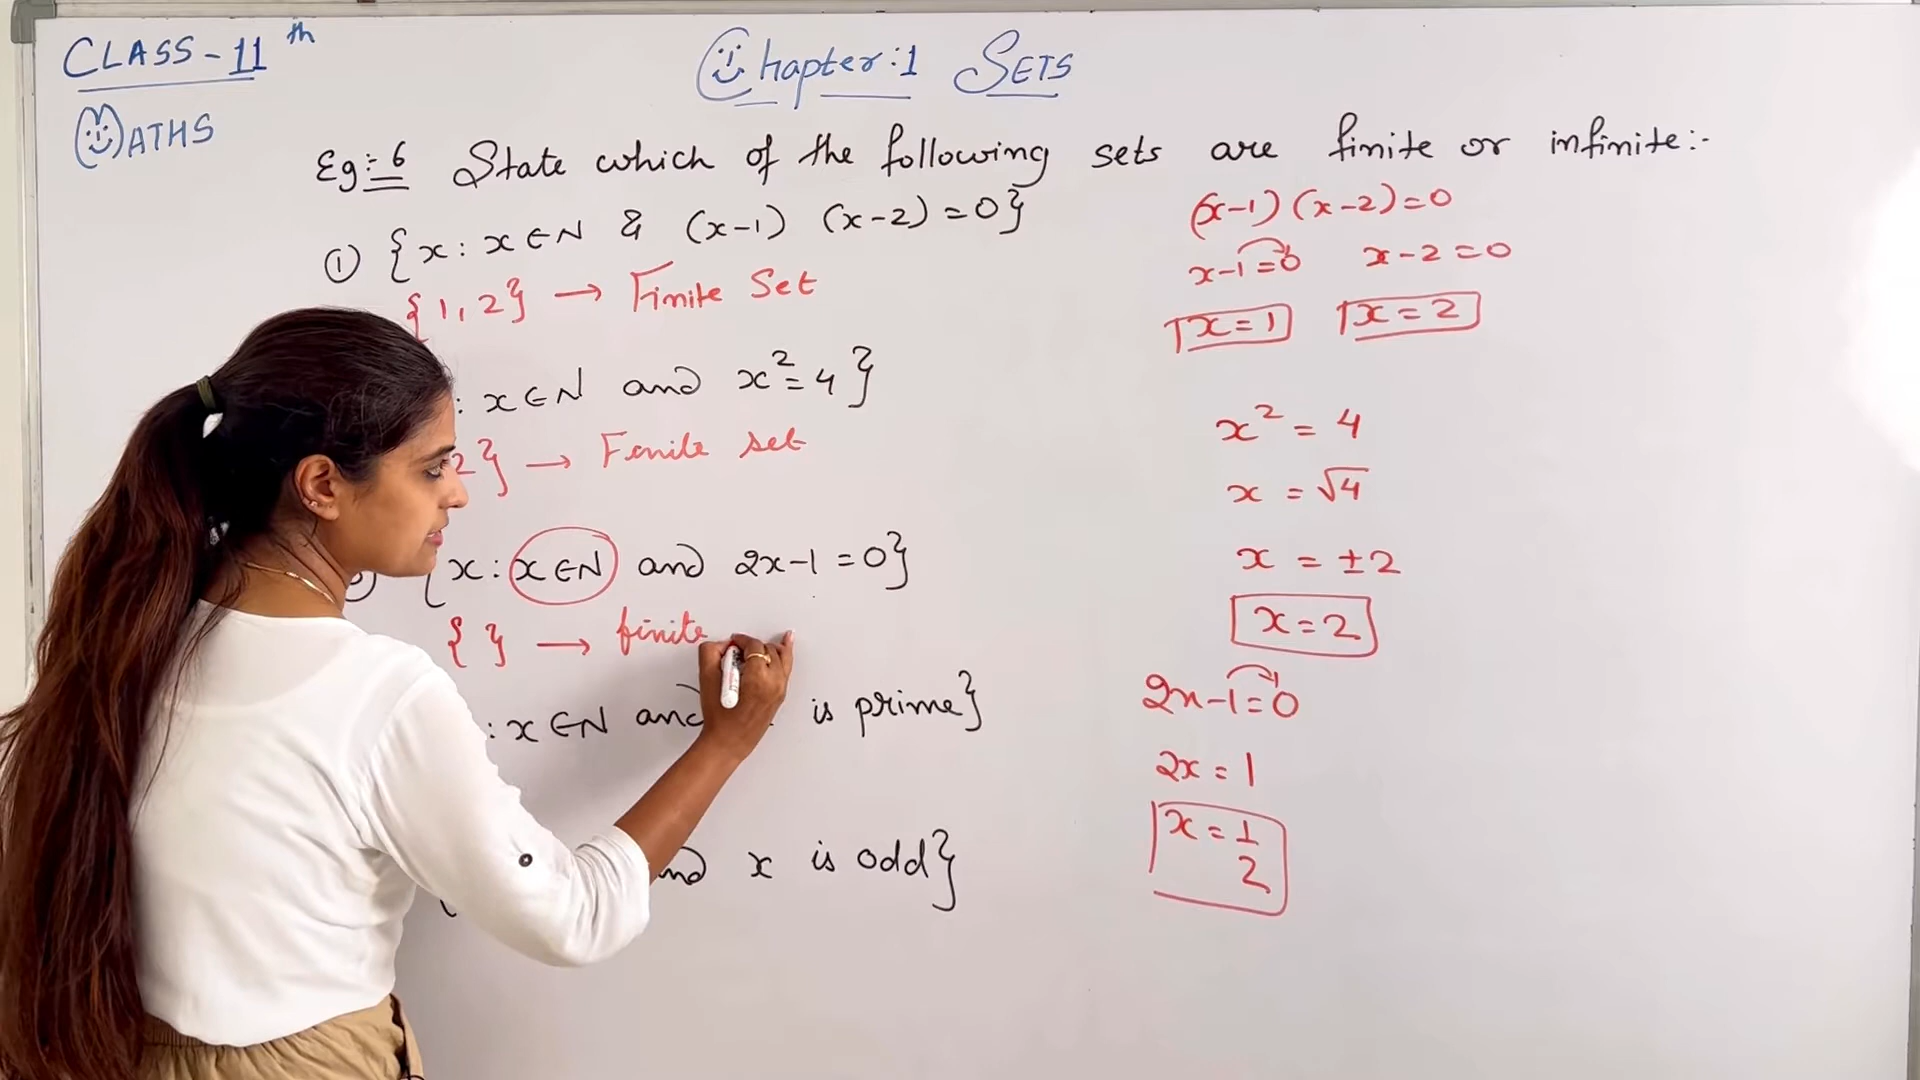 CLASS-11th
Chapter:1 SETS
MATHS
Eg:-6 State which of the following sets are finite or infinite:-
① {x: x∈N & (x-1) (x-2)=0}
{1,2} → Finite Set
: x∈N and x²=4}
2} → Finite set
{x: x∈N and 2x-1=0}
{ } → finite
: x∈N and is prime}
x is odd}
(x-1)(x-2)=0
x-1=0 x-2=0
x=1 x=2
x² = 4
x = √4
x = ±2
x=2
2x-1=0
2x=1
x=1/2